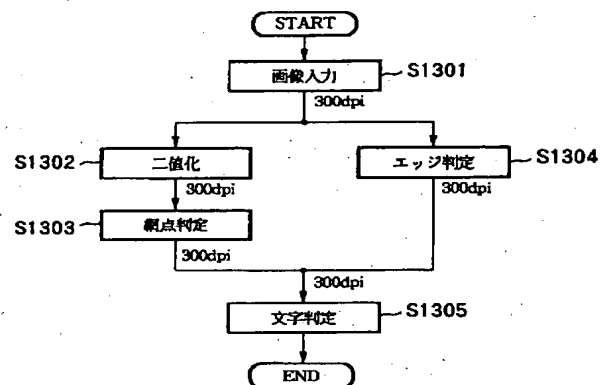 START
画像入力
S1301
300dpi
S1302
二値化
エッジ判定
S1304
300dpi
300dpi
S1303
網点判定
300dpi
300dpi
文字判定
S1305
END